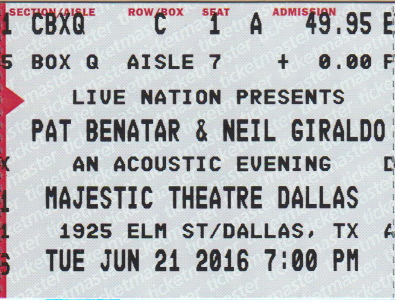 SECTION/AISLE ROW/BOX SEAT ADMISSION
1 CBXQ C 1 A 49.95 E
5 BOX Q AISLE 7 + 0.00 F
LIVE NATION PRESENTS
PAT BENATAR & NEIL GIRALDO
X AN ACOUSTIC EVENING
MAJESTIC THEATRE DALLAS
1 1925 ELM ST/DALLAS, TX A
6 TUE JUN 21 2016 7:00 PM